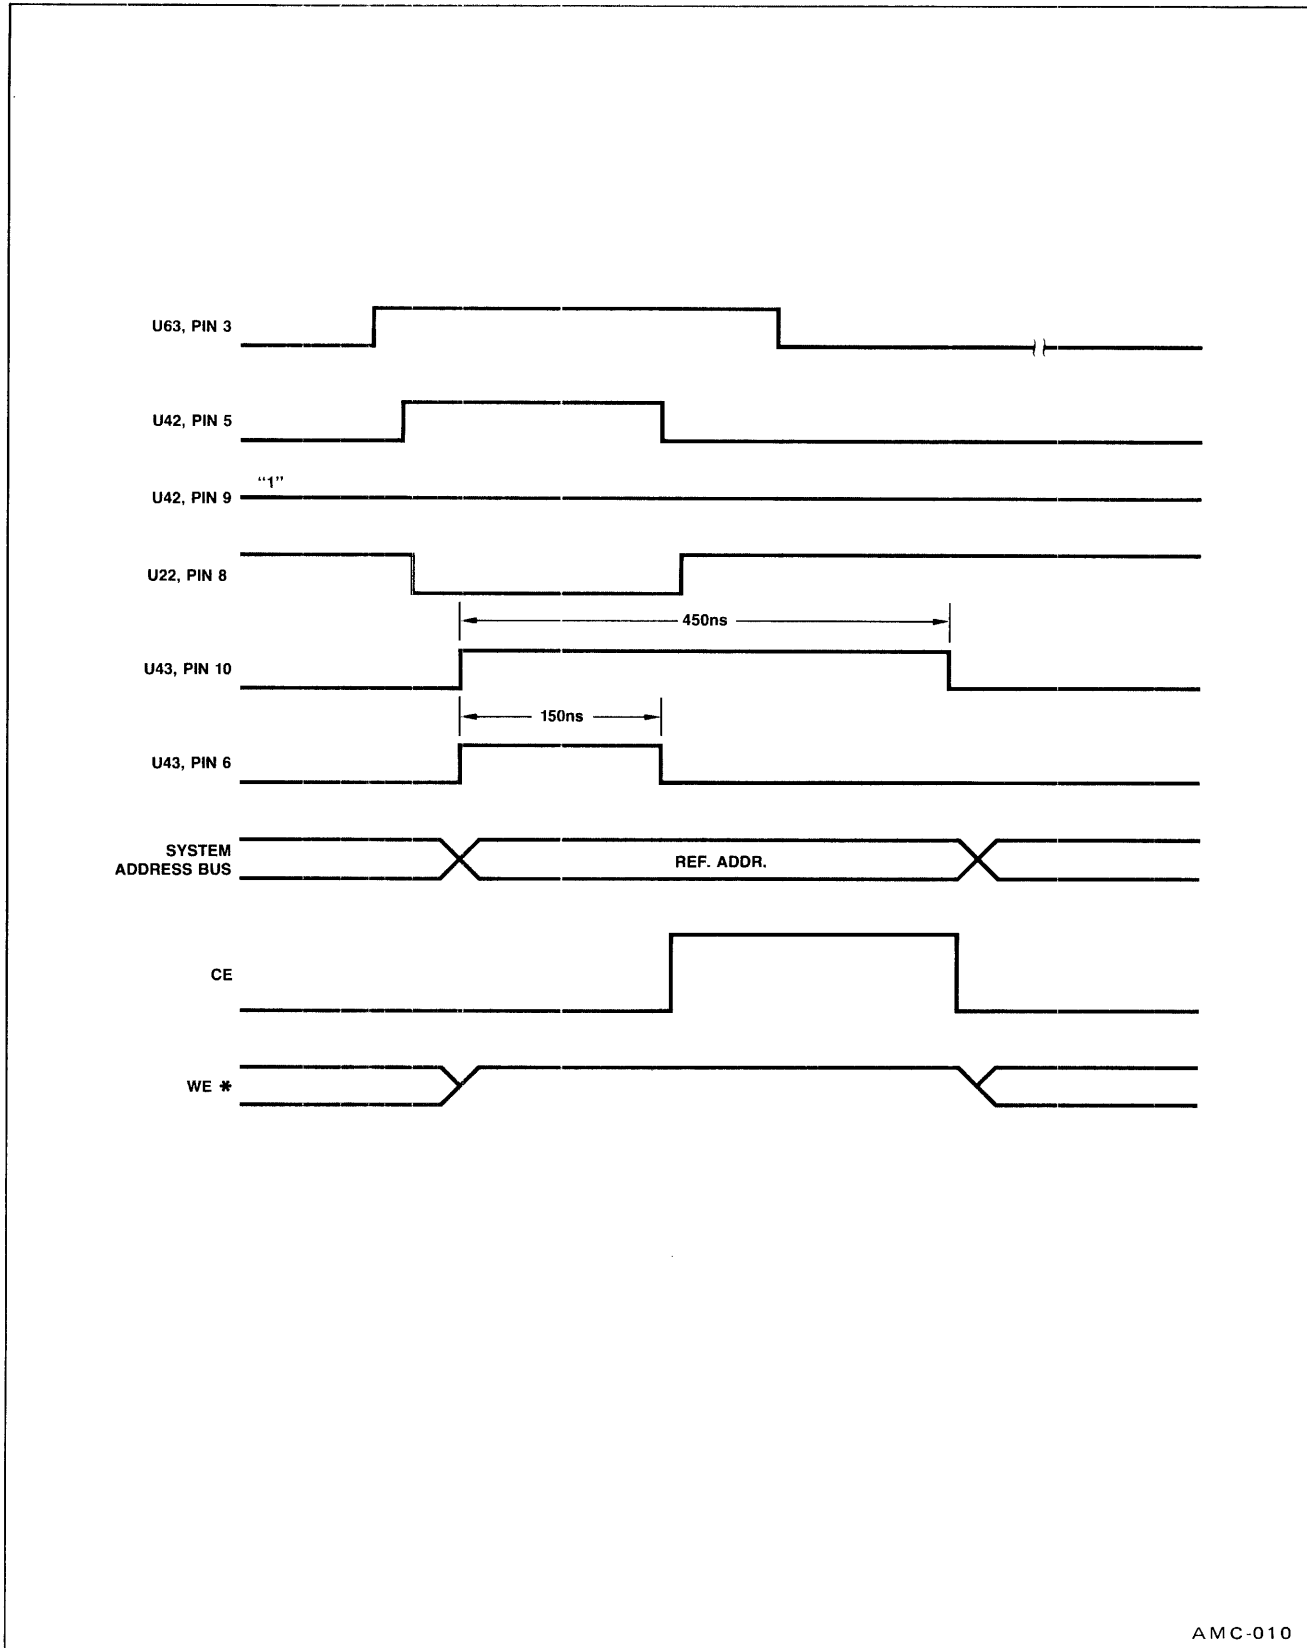 U63, PIN 3
U42, PIN 5
"1"
U42, PIN 9
U22, PIN 8
450ns
U43, PIN 10
150ns
U43, PIN 6
SYSTEM
ADDRESS BUS
REF. ADDR.
CE
WE *
AMC-010